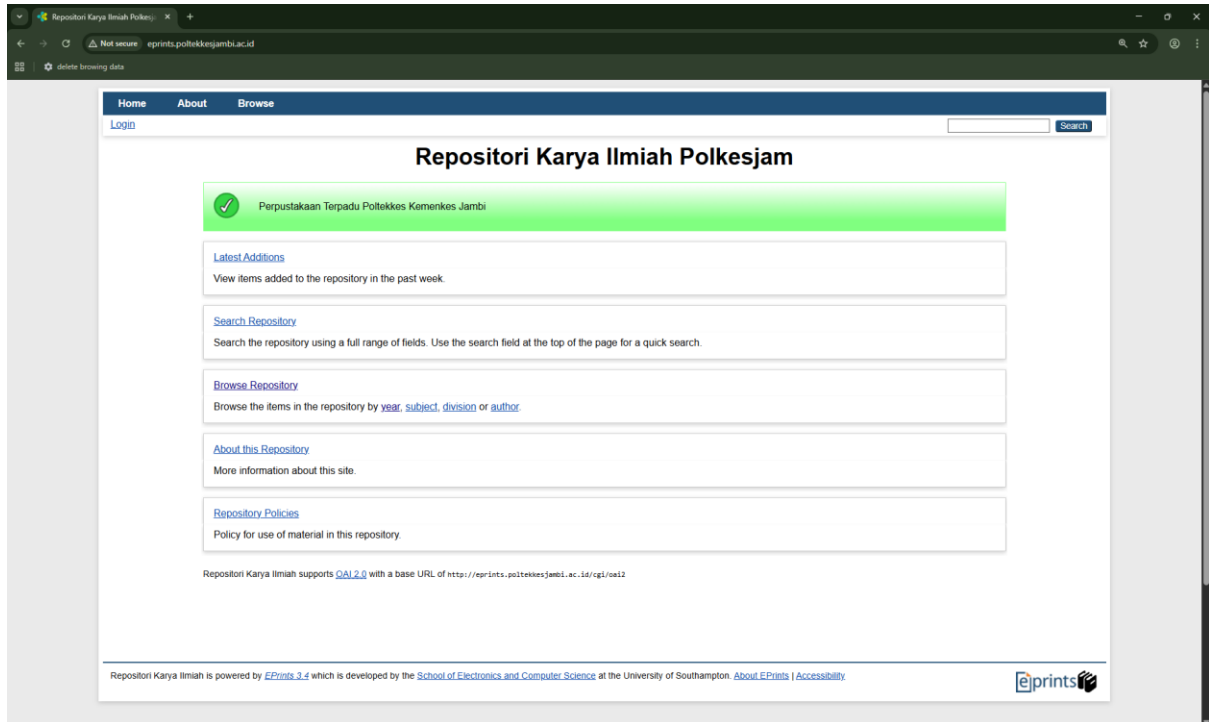 Repositori Karya Ilmiah Polkesj
Not secure eprints.poltekkesjambi.ac.id
delete browing data
Home About Browse
Login Search
Repositori Karya Ilmiah Polkesjam
Perpustakaan Terpadu Poltekkes Kemenkes Jambi
Latest Additions
View items added to the repository in the past week.
Search Repository
Search the repository using a full range of fields. Use the search field at the top of the page for a quick search.
Browse Repository
Browse the items in the repository by year, subject, division or author.
About this Repository
More information about this site.
Repository Policies
Policy for use of material in this repository.
Repositori Karya Ilmiah supports OAI 2.0 with a base URL of http://eprints.poltekkesjambi.ac.id/cgi/oai2
Repositori Karya Ilmiah is powered by EPrints 3.4 which is developed by the School of Electronics and Computer Science at the University of Southampton. About EPrints | Accessibility
eprints